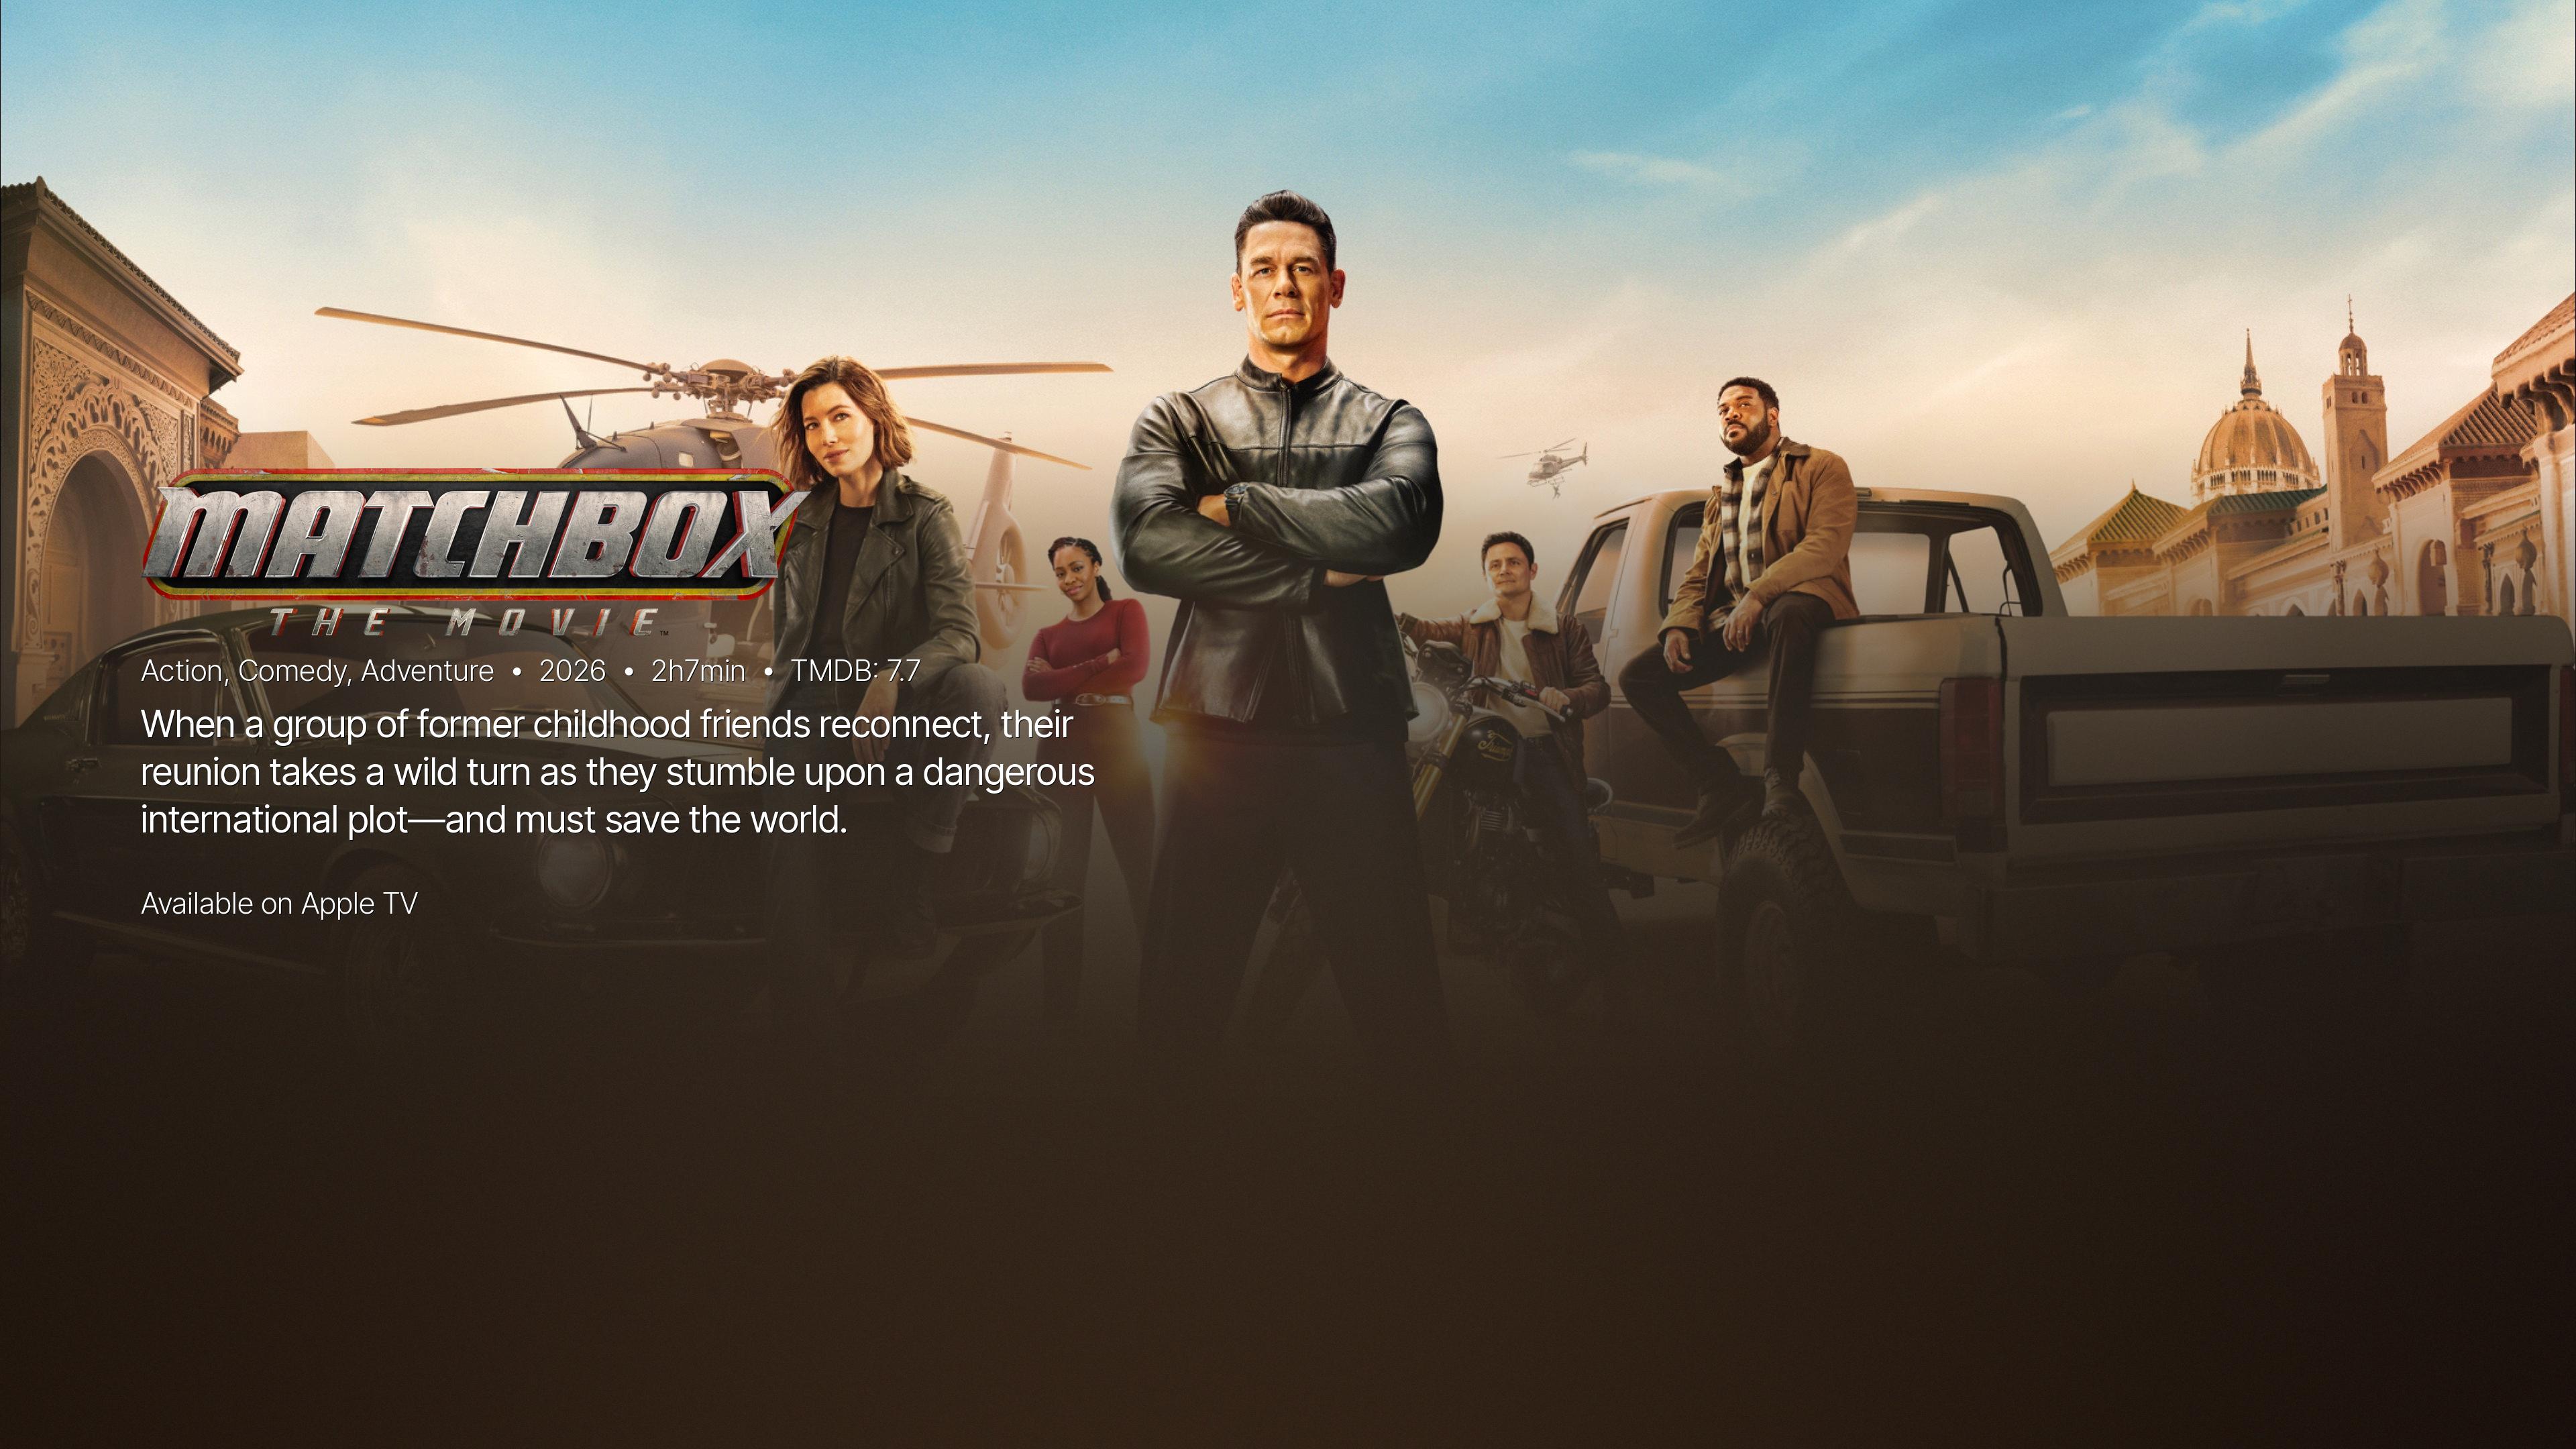 MATCHBOX
THE MOVIE™
Action, Comedy, Adventure • 2026 • 2h7min • TMDB: 7.7
When a group of former childhood friends reconnect, their
reunion takes a wild turn as they stumble upon a dangerous
international plot—and must save the world.
Available on Apple TV